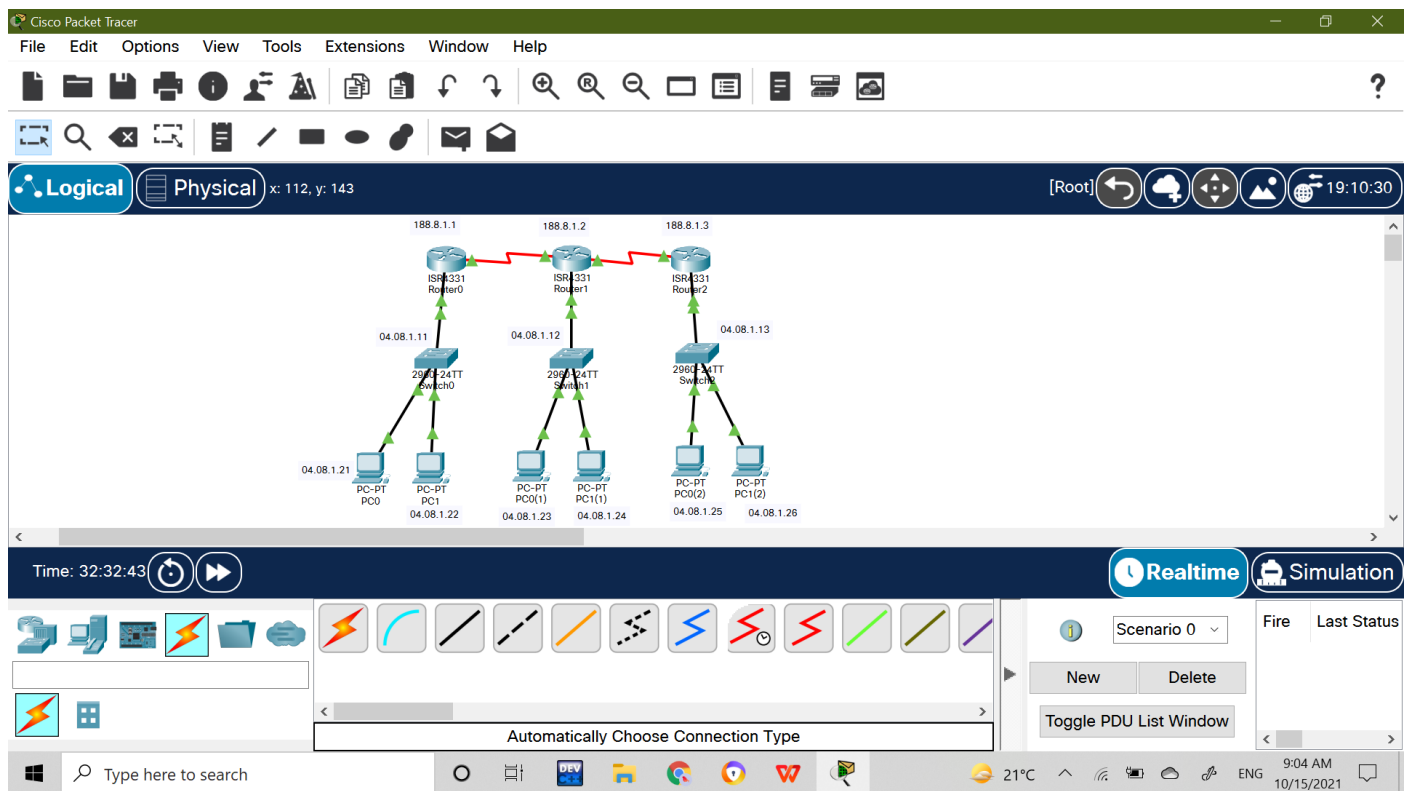 Cisco Packet Tracer
File Edit Options View Tools Extensions Window Help
Logical Physical x: 112, y: 143 [Root] 19:10:30
188.8.1.1 188.8.1.2 188.8.1.3
ISR4331 ISR4331 ISR4331
Router0 Router1 Router2
04.08.1.11 04.08.1.12 04.08.1.13
2960-24TT 2960-24TT 2960-24TT
Switch0 Switch1 Switch2
04.08.1.21
PC-PT PC-PT PC-PT PC-PT PC-PT PC-PT
PC0 PC1 PC0(1) PC1(1) PC0(2) PC1(2)
04.08.1.22 04.08.1.23 04.08.1.24 04.08.1.25 04.08.1.26
Time: 32:32:43 Realtime Simulation
Scenario 0 Fire Last Status
New Delete
Toggle PDU List Window
Automatically Choose Connection Type
Type here to search DEV 21°C ENG 9:04 AM
10/15/2021